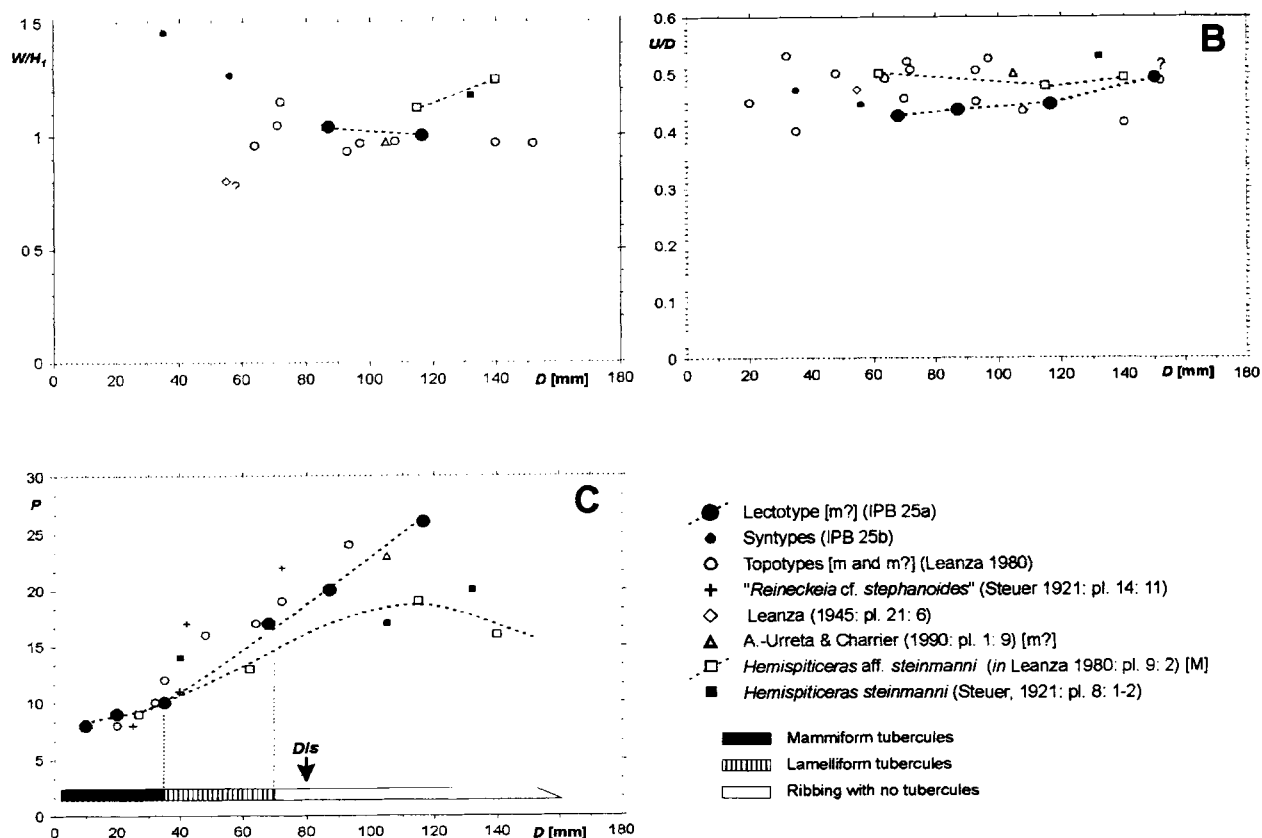 1 5
W/H₁
1
0 5
0
0 20 40 60 80 100 120 140 160 180
D [mm]
B
0.6
U/D
0.5
0.4
0.3
0.2
0.1
0
?
0 20 40 60 80 100 120 140 160 180
D [mm]
C
30
P
25
20
15
10
5
0
Dls
0 20 40 60 80 100 120 140 160 180
D [mm]
Lectotype [m?] (IPB 25a)
Syntypes (IPB 25b)
Topotypes [m and m?] (Leanza 1980)
"Reineckeia cf. stephanoides" (Steuer 1921: pl. 14: 11)
Leanza (1945: pl. 21: 6)
A.-Urreta & Charrier (1990: pl. 1: 9) [m?]
Hemispiticeras aff. steinmanni (in Leanza 1980: pl. 9: 2) [M]
Hemispiticeras steinmanni (Steuer, 1921: pl. 8: 1-2)
Mammiform tubercules
Lamelliform tubercules
Ribbing with no tubercules